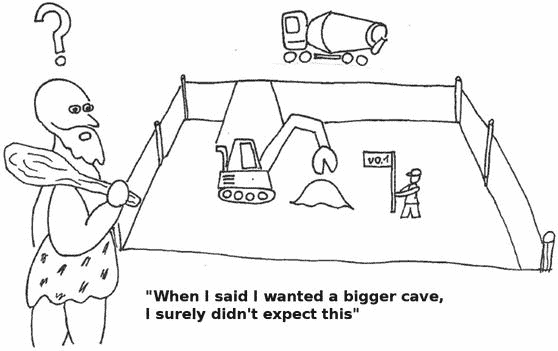 ?
v0.1
"When I said I wanted a bigger cave,
I surely didn't expect this"